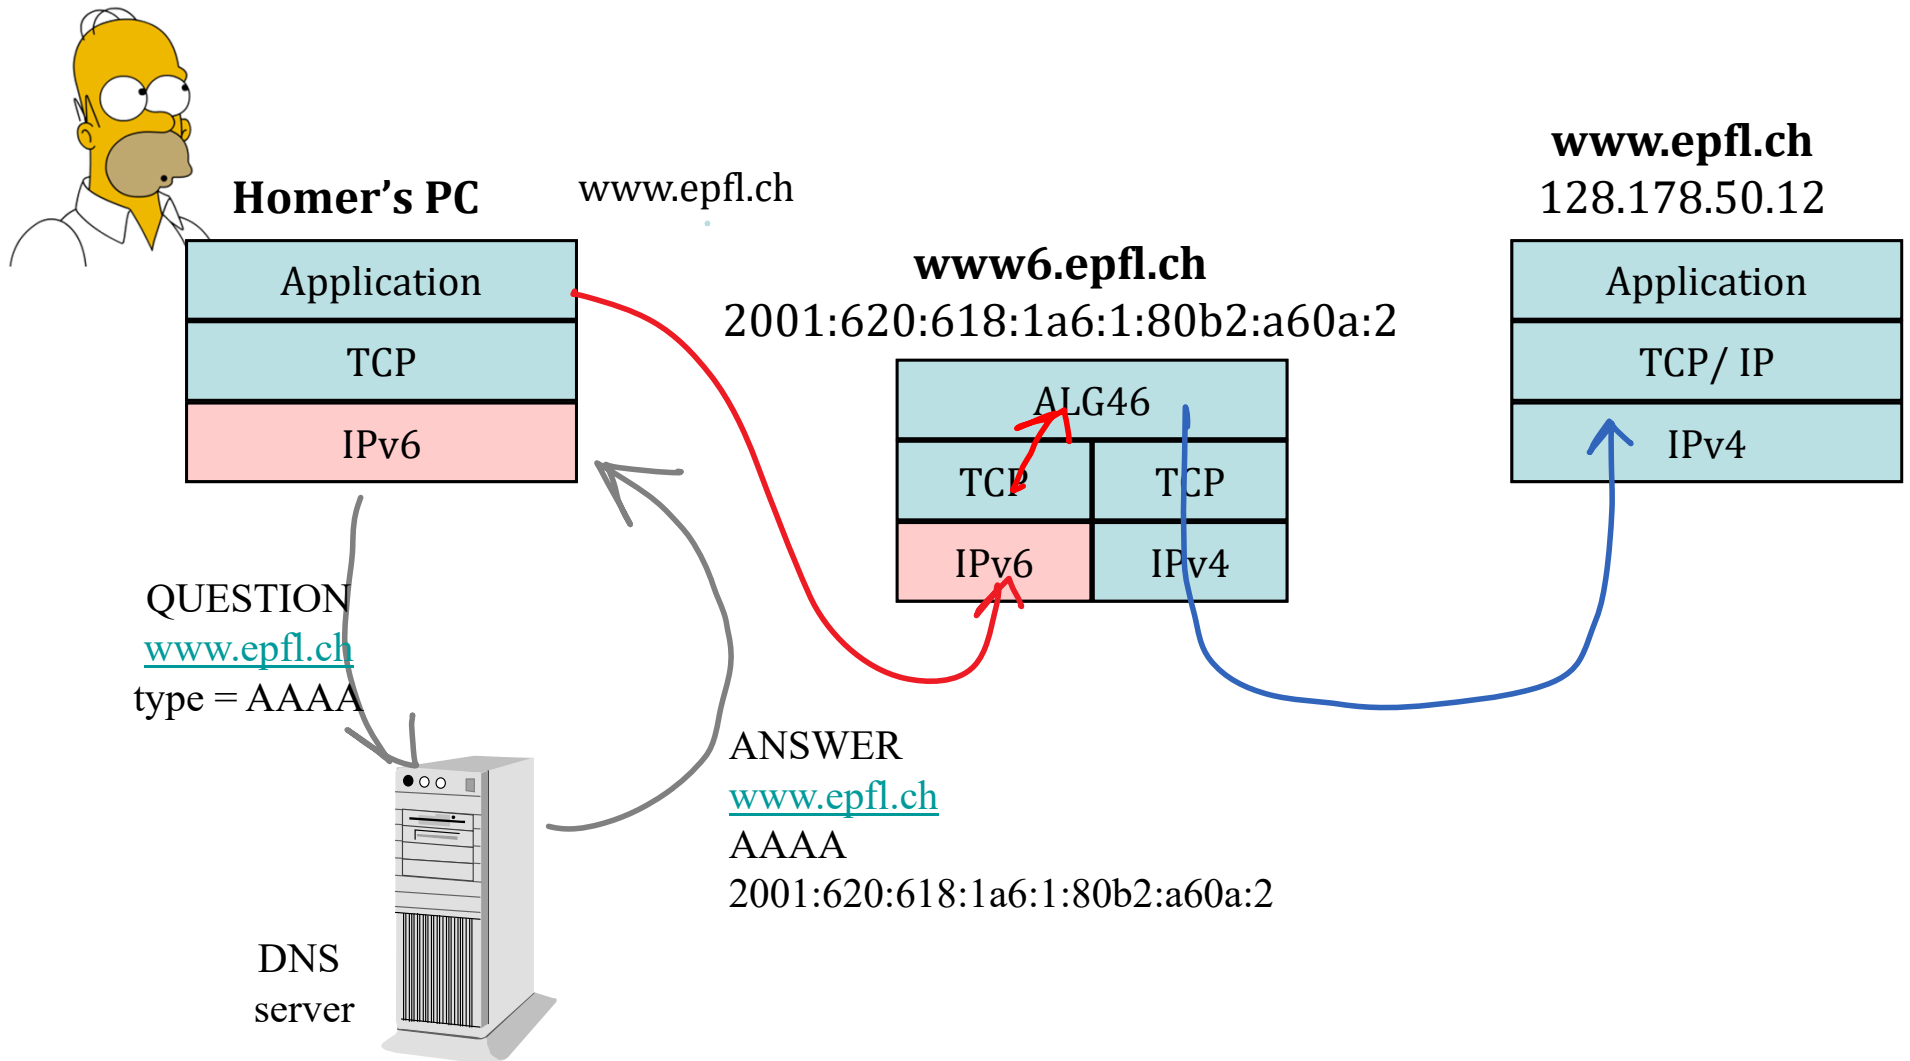 Homer’s PC
www.epfl.ch
Application
TCP
IPv6
www6.epfl.ch
2001:620:618:1a6:1:80b2:a60a:2
ALG46
TCP TCP
IPv6 IPv4
www.epfl.ch
128.178.50.12
Application
TCP/ IP
IPv4
QUESTION
www.epfl.ch
type = AAAA
ANSWER
www.epfl.ch
AAAA
2001:620:618:1a6:1:80b2:a60a:2
DNS
server